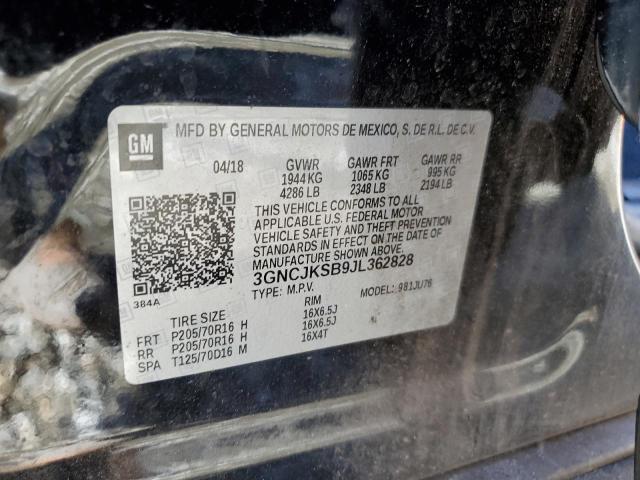 GM
MFD BY GENERAL MOTORS DE MEXICO, S. DE R.L. DE C.V.
04/18 GVWR GAWR FRT GAWR RR
1944 KG 1065 KG 995 KG
4286 LB 2348 LB 2194 LB
THIS VEHICLE CONFORMS TO ALL
APPLICABLE U.S. FEDERAL MOTOR
VEHICLE SAFETY AND THEFT PREVENTION
STANDARDS IN EFFECT ON THE DATE OF
MANUFACTURE SHOWN ABOVE.
3GNCJKSB9JL362828
TYPE: M.P.V. MODEL: 981JU76
384A
TIRE SIZE RIM
FRT P205/70R16 H 16X6.5J
RR P205/70R16 H 16X6.5J
SPA T125/70D16 M 16X4T